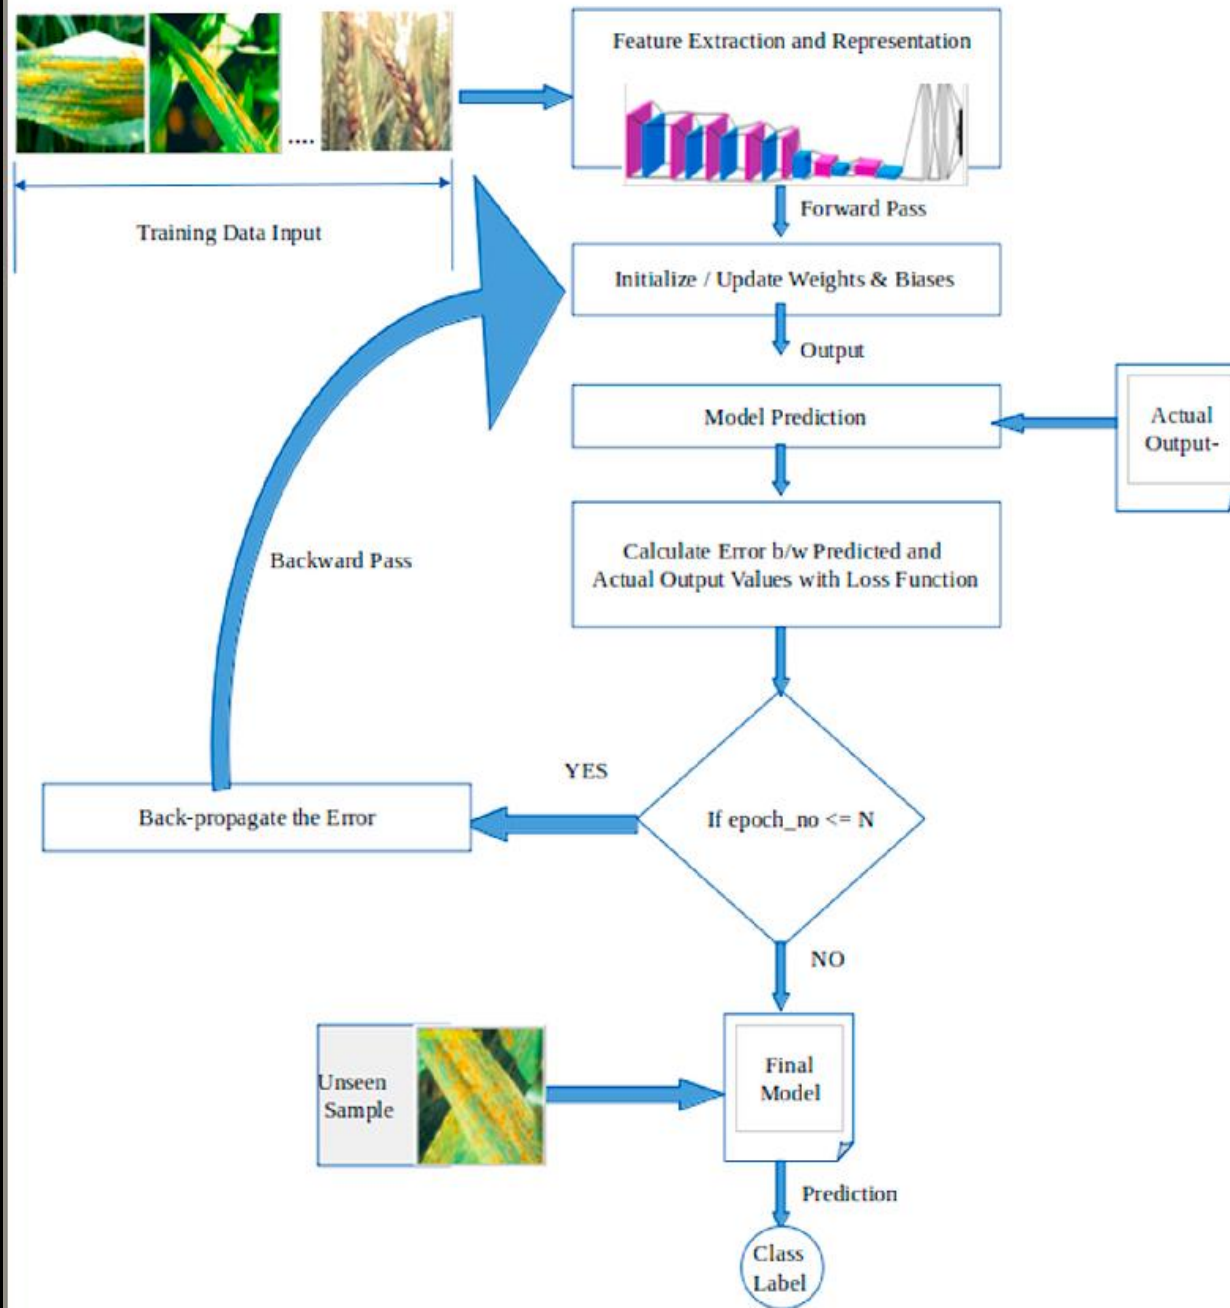 Feature Extraction and Representation
....
Training Data Input
Forward Pass
Initialize / Update Weights & Biases
Output
Model Prediction
Actual
Output-
Calculate Error b/w Predicted and
Actual Output Values with Loss Function
Backward Pass
YES
If epoch_no <= N
Back-propagate the Error
NO
Unseen
Sample
Final
Model
Prediction
Class
Label